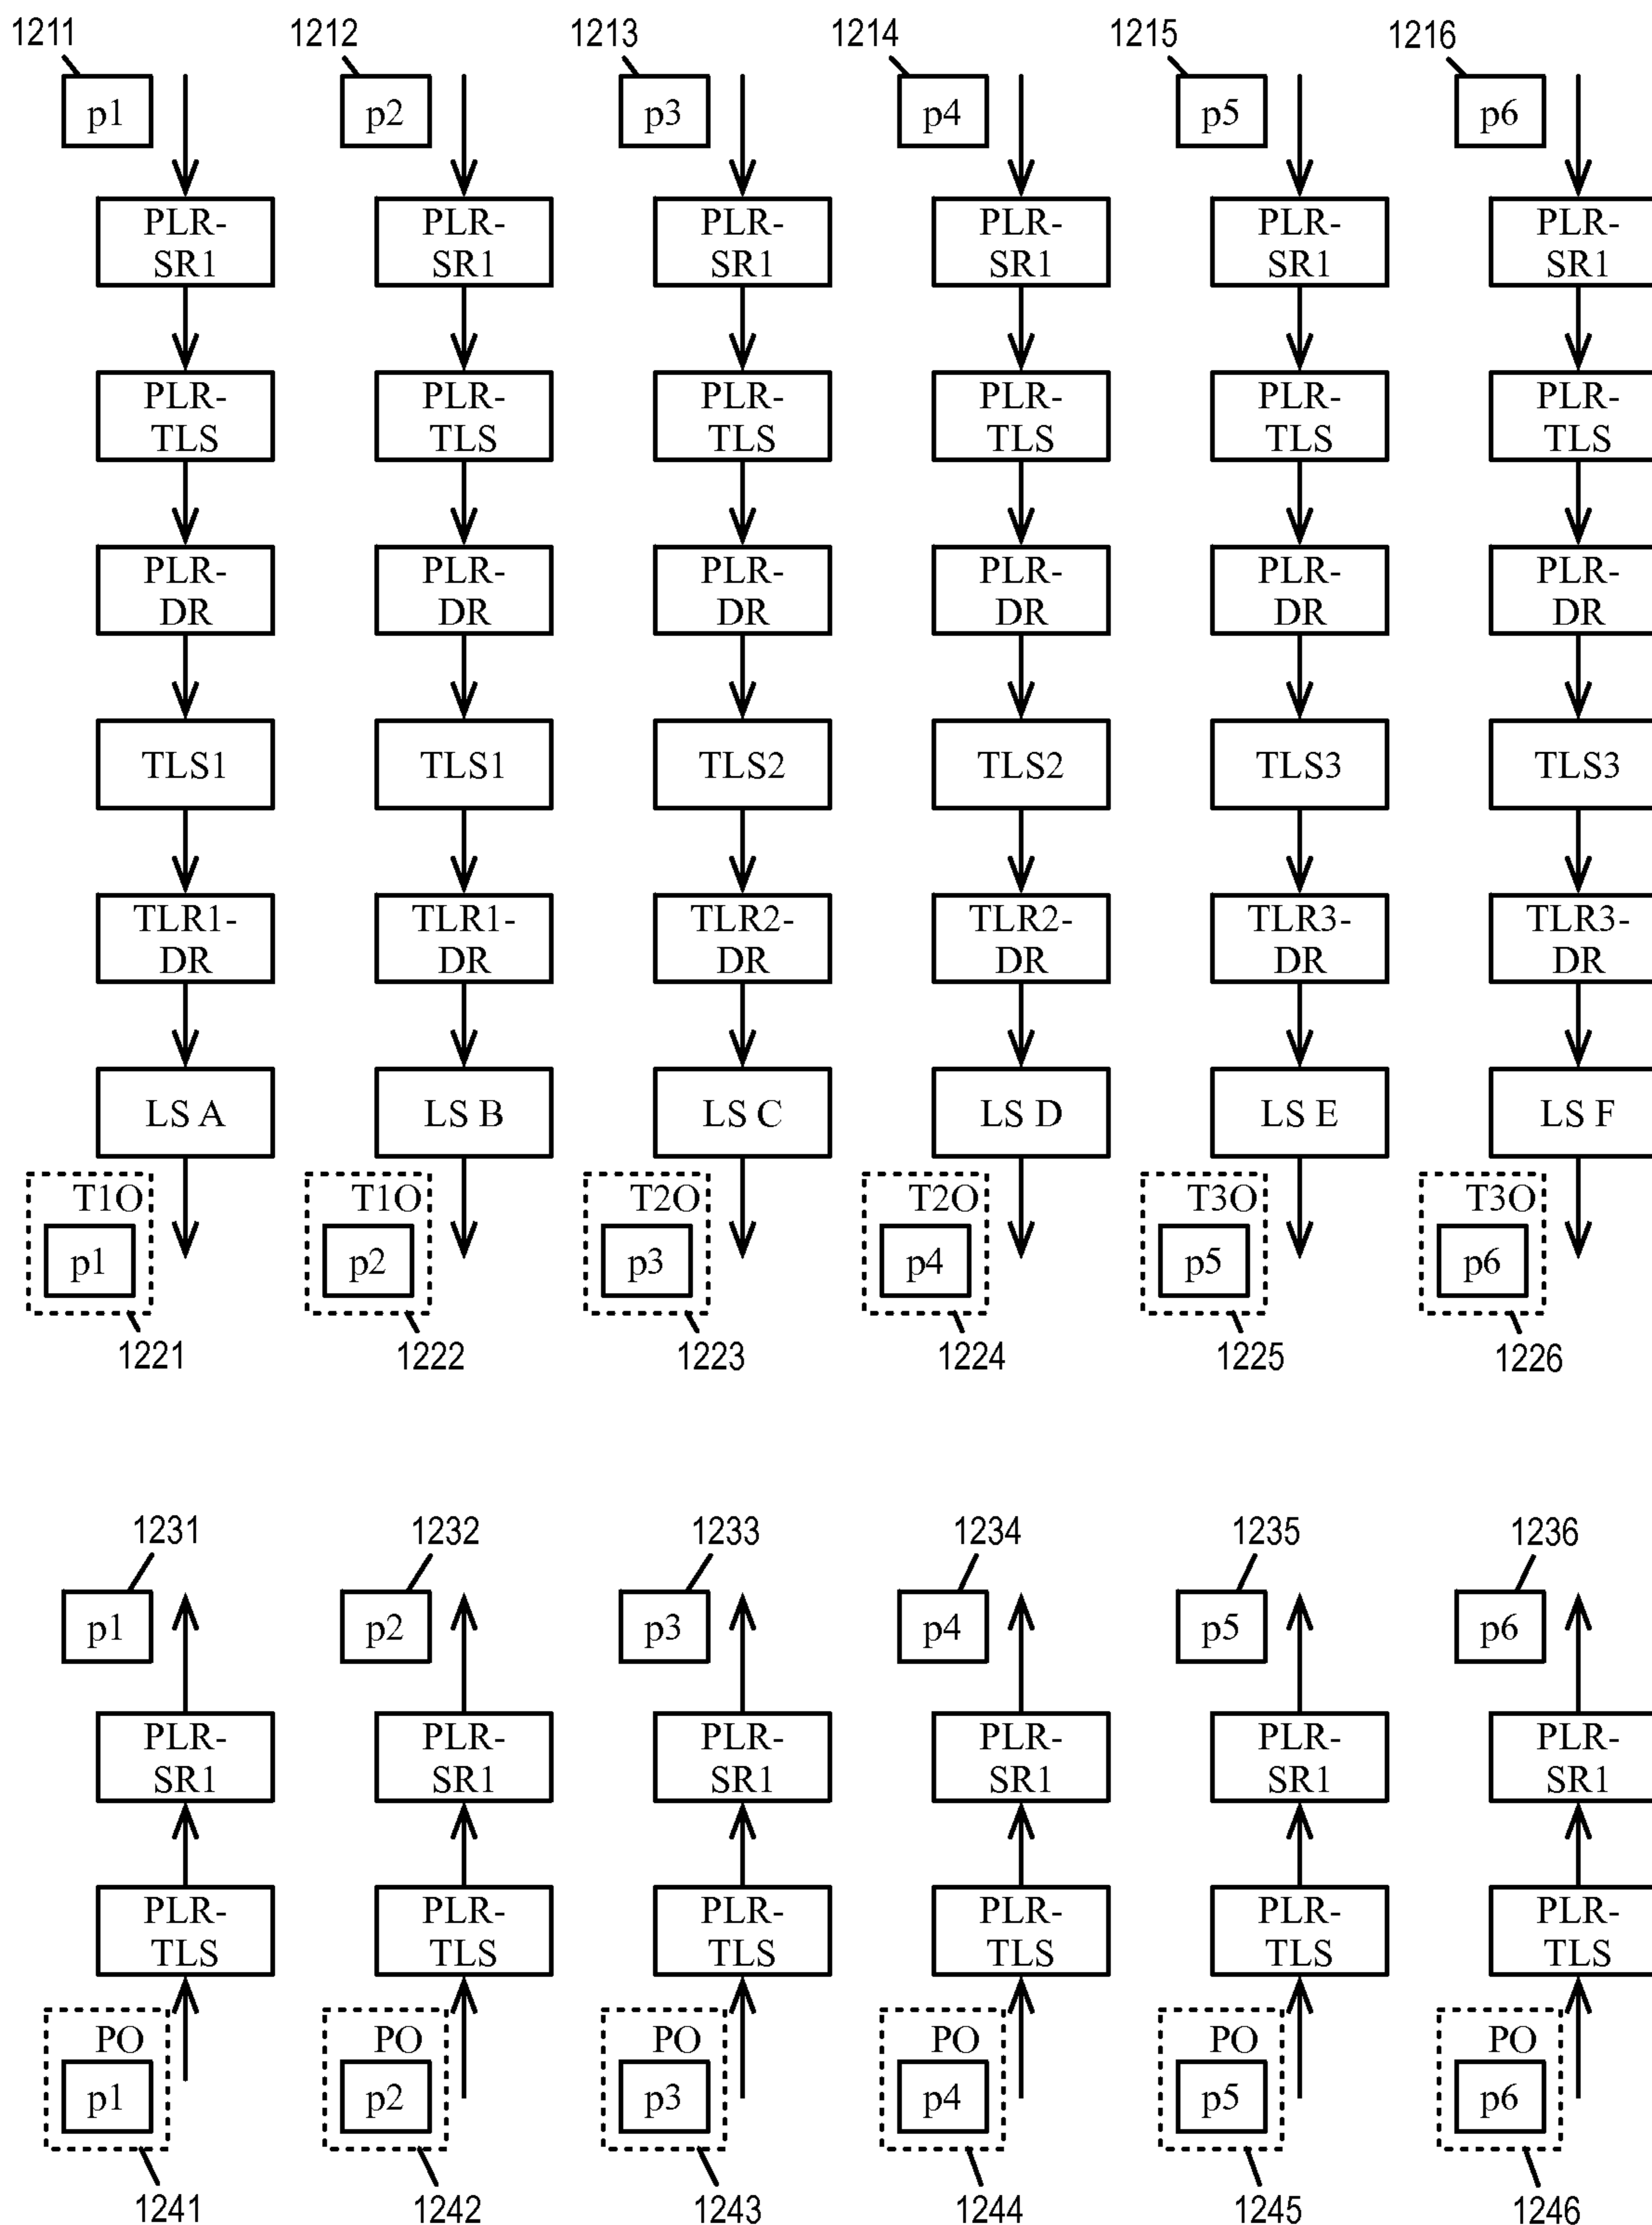 1211 1212 1213 1214 1215 1216
p1 p2 p3 p4 p5 p6
PLR- PLR- PLR- PLR- PLR- PLR-
SR1 SR1 SR1 SR1 SR1 SR1
PLR- PLR- PLR- PLR- PLR- PLR-
TLS TLS TLS TLS TLS TLS
PLR- PLR- PLR- PLR- PLR- PLR-
DR DR DR DR DR DR
TLS1 TLS1 TLS2 TLS2 TLS3 TLS3
TLR1- TLR1- TLR2- TLR2- TLR3- TLR3-
DR DR DR DR DR DR
LS A LS B LS C LS D LS E LS F
T1O T1O T2O T2O T3O T3O
p1 p2 p3 p4 p5 p6
1221 1222 1223 1224 1225 1226
1231 1232 1233 1234 1235 1236
p1 p2 p3 p4 p5 p6
PLR- PLR- PLR- PLR- PLR- PLR-
SR1 SR1 SR1 SR1 SR1 SR1
PLR- PLR- PLR- PLR- PLR- PLR-
TLS TLS TLS TLS TLS TLS
PO PO PO PO PO PO
p1 p2 p3 p4 p5 p6
1241 1242 1243 1244 1245 1246